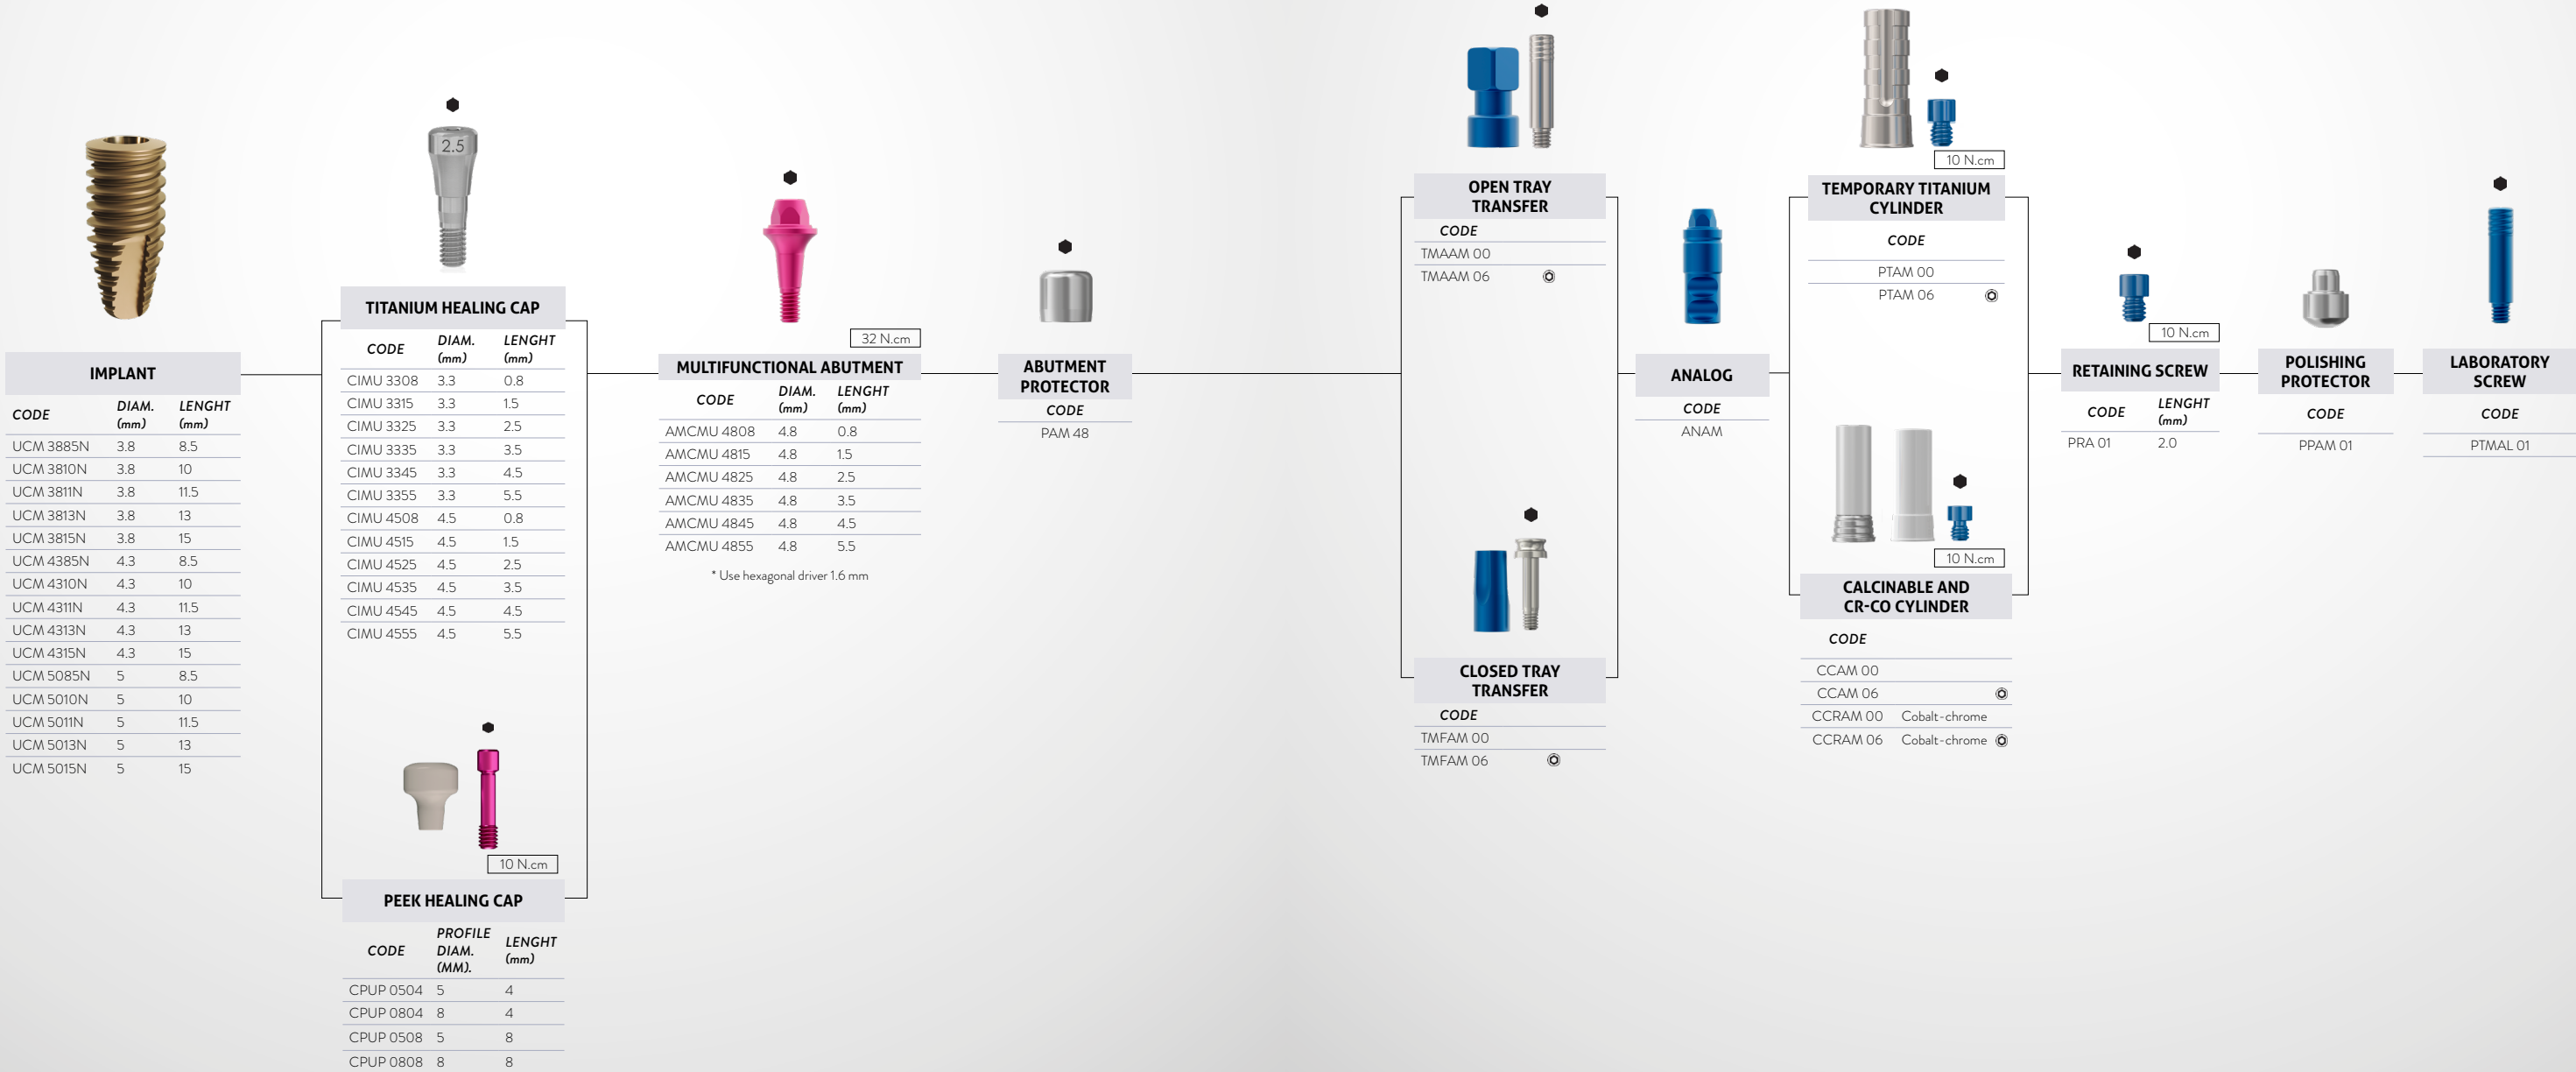 IMPLANT
CODE DIAM. (mm) LENGHT (mm)
UCM 3885N 3.8 8.5
UCM 3810N 3.8 10
UCM 3811N 3.8 11.5
UCM 3813N 3.8 13
UCM 3815N 3.8 15
UCM 4385N 4.3 8.5
UCM 4310N 4.3 10
UCM 4311N 4.3 11.5
UCM 4313N 4.3 13
UCM 4315N 4.3 15
UCM 5085N 5 8.5
UCM 5010N 5 10
UCM 5011N 5 11.5
UCM 5013N 5 13
UCM 5015N 5 15
2.5
TITANIUM HEALING CAP
CODE DIAM. (mm) LENGHT (mm)
CIMU 3308 3.3 0.8
CIMU 3315 3.3 1.5
CIMU 3325 3.3 2.5
CIMU 3335 3.3 3.5
CIMU 3345 3.3 4.5
CIMU 3355 3.3 5.5
CIMU 4508 4.5 0.8
CIMU 4515 4.5 1.5
CIMU 4525 4.5 2.5
CIMU 4535 4.5 3.5
CIMU 4545 4.5 4.5
CIMU 4555 4.5 5.5
10 N.cm
PEEK HEALING CAP
CODE PROFILE DIAM. (MM). LENGHT (mm)
CPUP 0504 5 4
CPUP 0804 8 4
CPUP 0508 5 8
CPUP 0808 8 8
32 N.cm
MULTIFUNCTIONAL ABUTMENT
CODE DIAM. (mm) LENGHT (mm)
AMCMU 4808 4.8 0.8
AMCMU 4815 4.8 1.5
AMCMU 4825 4.8 2.5
AMCMU 4835 4.8 3.5
AMCMU 4845 4.8 4.5
AMCMU 4855 4.8 5.5
* Use hexagonal driver 1.6 mm
ABUTMENT
PROTECTOR
CODE
PAM 48
OPEN TRAY
TRANSFER
CODE
TMAAM 00
TMAAM 06
CLOSED TRAY
TRANSFER
CODE
TMFAM 00
TMFAM 06
ANALOG
CODE
ANAM
10 N.cm
TEMPORARY TITANIUM
CYLINDER
CODE
PTAM 00
PTAM 06
10 N.cm
CALCINABLE AND
CR-CO CYLINDER
CODE
CCAM 00
CCAM 06
CCRAM 00 Cobalt-chrome
CCRAM 06 Cobalt-chrome
10 N.cm
RETAINING SCREW
CODE LENGHT (mm)
PRA 01 2.0
POLISHING
PROTECTOR
CODE
PPAM 01
LABORATORY
SCREW
CODE
PTMAL 01